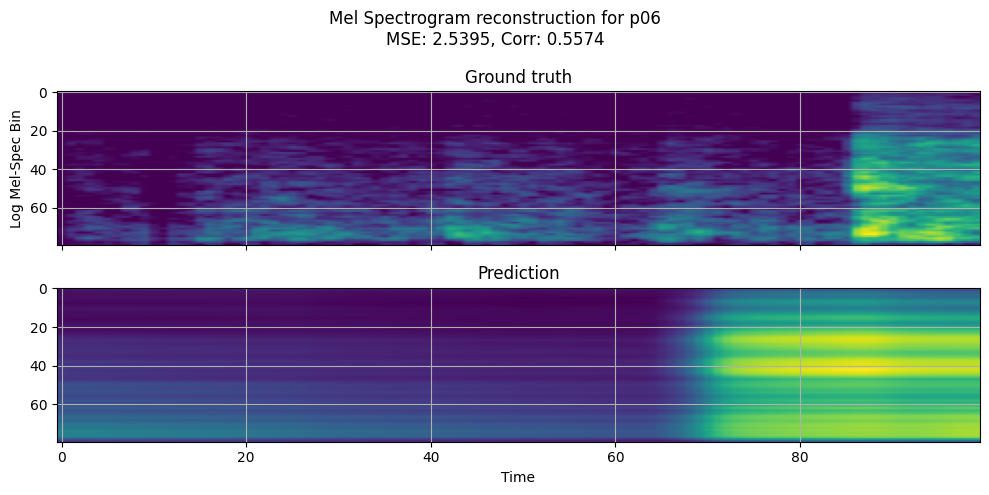 Mel Spectrogram reconstruction for p06
MSE: 2.5395, Corr: 0.5574
Ground truth
0
20
40
60
Log Mel-Spec Bin
Prediction
0
20
40
60
0 20 40 60 80
Time